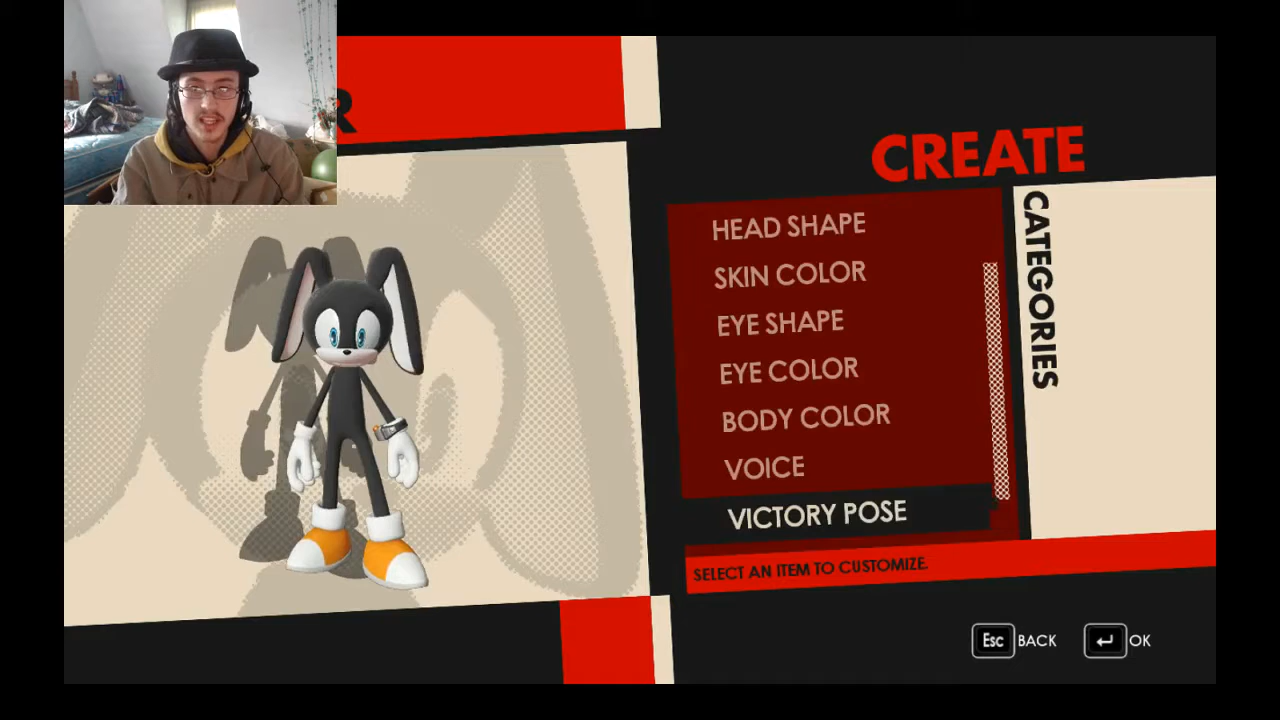 R
CREATE
HEAD SHAPE
SKIN COLOR
EYE SHAPE
EYE COLOR
BODY COLOR
VOICE
VICTORY POSE
CATEGORIES
SELECT AN ITEM TO CUSTOMIZE.
Esc BACK
OK